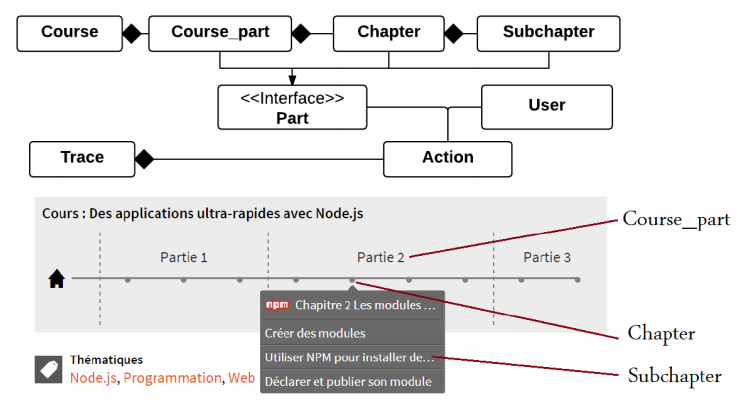 Course
Course_part
Chapter
Subchapter
<<Interface>>
Part
User
Trace
Action
Cours : Des applications ultra-rapides avec Node.js
Course_part
Partie 1
Partie 2
Partie 3
npm Chapitre 2 Les modules ...
Créer des modules
Chapter
Utiliser NPM pour installer de...
Subchapter
Déclarer et publier son module
Thématiques
Node.js, Programmation, Web